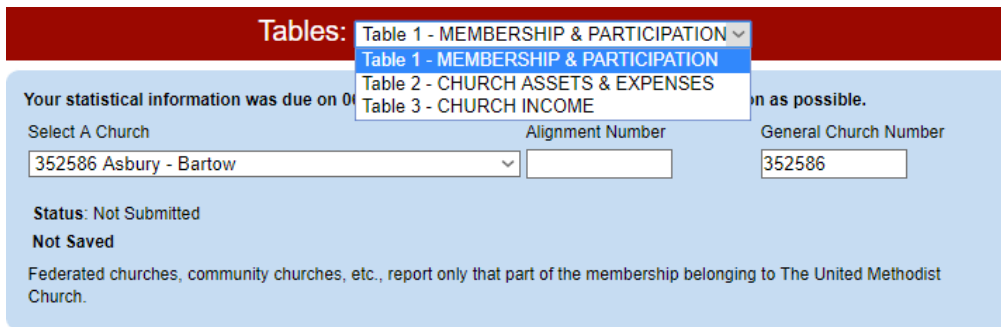 Tables: Table 1 - MEMBERSHIP & PARTICIPATION
Table 1 - MEMBERSHIP & PARTICIPATION
Table 2 - CHURCH ASSETS & EXPENSES
Table 3 - CHURCH INCOME
Your statistical information was due on on as possible.
Select A Church Alignment Number General Church Number
352586 Asbury - Bartow 352586
Status: Not Submitted
Not Saved
Federated churches, community churches, etc., report only that part of the membership belonging to The United Methodist
Church.